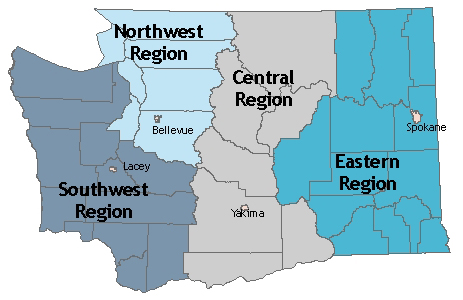 Northwest
Region
Central
Region
Bellevue
Spokane
Lacey
Eastern
Region
Southwest
Region
Yakima